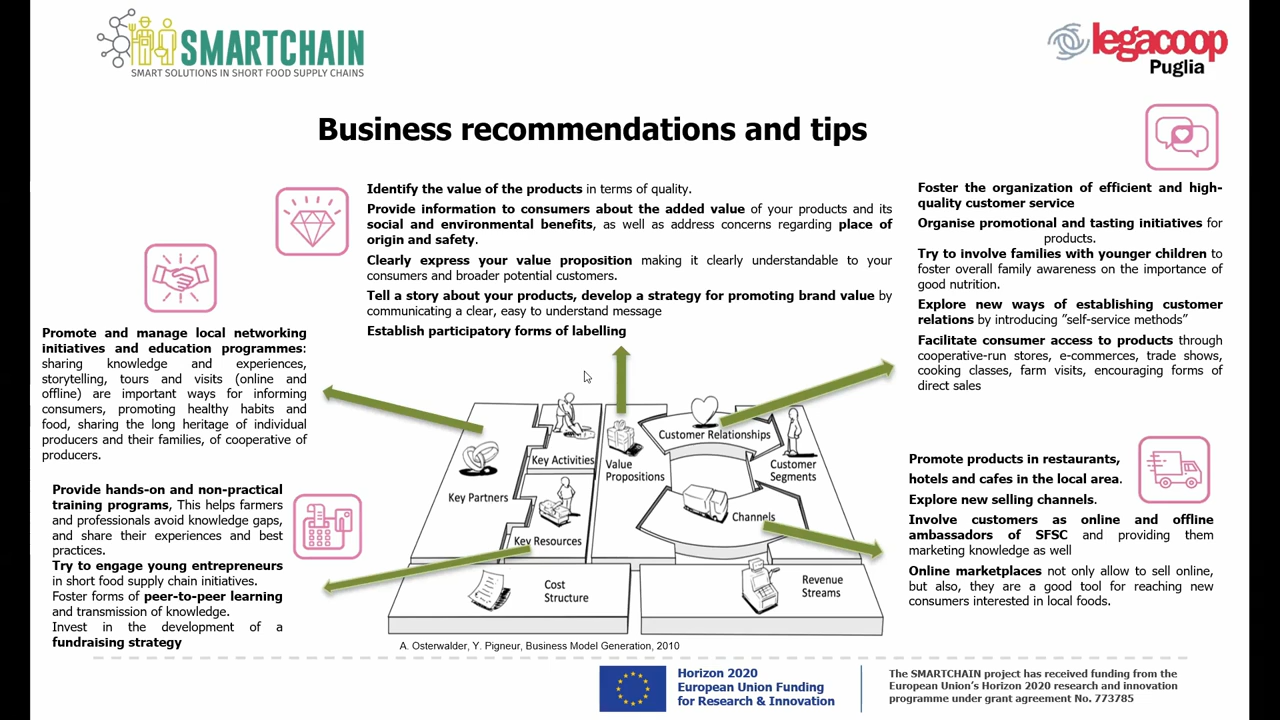 SMARTCHAIN
SMART SOLUTIONS IN SHORT FOOD SUPPLY CHAINS
legacoop
Puglia
Business recommendations and tips
Identify the value of the products in terms of quality.
Provide information to consumers about the added value of your products and its
social and environmental benefits, as well as address concerns regarding place of
origin and safety.
Clearly express your value proposition making it clearly understandable to your
consumers and broader potential customers.
Tell a story about your products, develop a strategy for promoting brand value by
communicating a clear, easy to understand message
Establish participatory forms of labelling
Foster the organization of efficient and high-
quality customer service
Organise promotional and tasting initiatives for
products.
Try to involve families with younger children to
foster overall family awareness on the importance of
good nutrition.
Explore new ways of establishing customer
relations by introducing ”self-service methods”
Facilitate consumer access to products through
cooperative-run stores, e-commerces, trade shows,
cooking classes, farm visits, encouraging forms of
direct sales
Promote and manage local networking
initiatives and education programmes:
sharing knowledge and experiences,
storytelling, tours and visits (online and
offline) are important ways for informing
consumers, promoting healthy habits and
food, sharing the long heritage of individual
producers and their families, of cooperative of
producers.
Provide hands-on and non-practical
training programs, This helps farmers
and professionals avoid knowledge gaps,
and share their experiences and best
practices.
Try to engage young entrepreneurs
in short food supply chain initiatives.
Foster forms of peer-to-peer learning
and transmission of knowledge.
Invest in the development of a
fundraising strategy
Key Partners
Key Activities
Key Resources
Value
Propositions
Customer Relationships
Customer
Segments
Channels
Cost
Structure
Revenue
Streams
Promote products in restaurants,
hotels and cafes in the local area.
Explore new selling channels.
Involve customers as online and offline
ambassadors of SFSC and providing them
marketing knowledge as well
Online marketplaces not only allow to sell online,
but also, they are a good tool for reaching new
consumers interested in local foods.
A. Osterwalder, Y. Pigneur, Business Model Generation, 2010
Horizon 2020
European Union Funding
for Research & Innovation
The SMARTCHAIN project has received funding from the
European Union's Horizon 2020 research and innovation
programme under grant agreement No. 773785